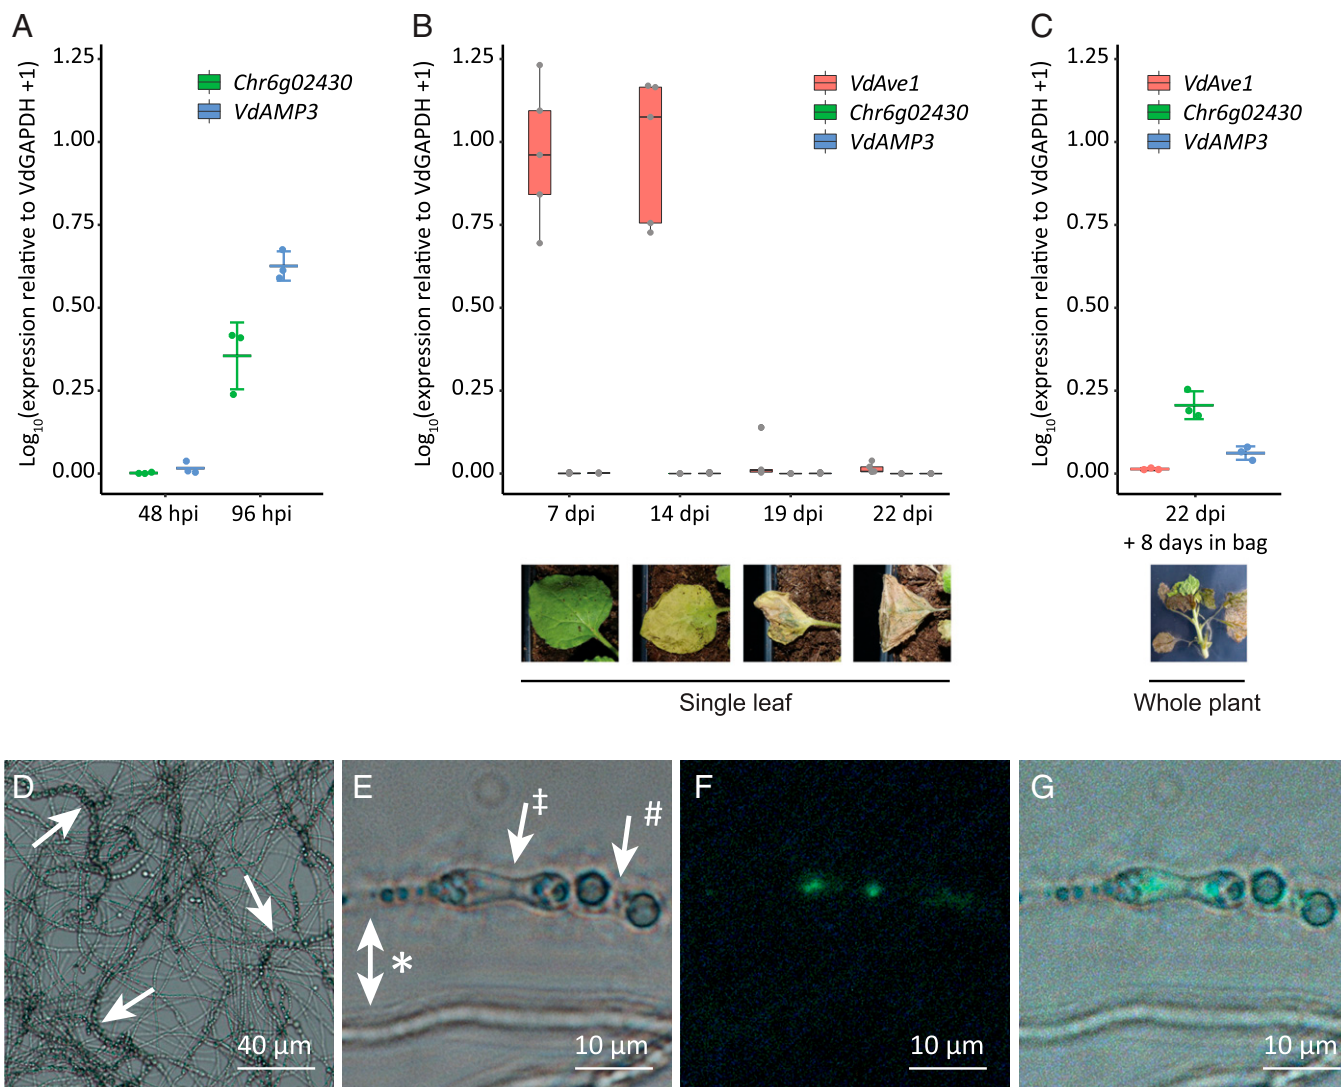 A
Log10(expression relative to VdGAPDH +1)
1.25
1.00
0.75
0.50
0.25
0.00
Chr6g02430
VdAMP3
48 hpi
96 hpi
B
Log10(expression relative to VdGAPDH +1)
1.25
1.00
0.75
0.50
0.25
0.00
VdAve1
Chr6g02430
VdAMP3
7 dpi
14 dpi
19 dpi
22 dpi
Single leaf
C
Log10(expression relative to VdGAPDH +1)
1.25
1.00
0.75
0.50
0.25
0.00
VdAve1
Chr6g02430
VdAMP3
22 dpi
+ 8 days in bag
Whole plant
D
40 µm
E
‡
#
*
10 µm
F
10 µm
G
10 µm